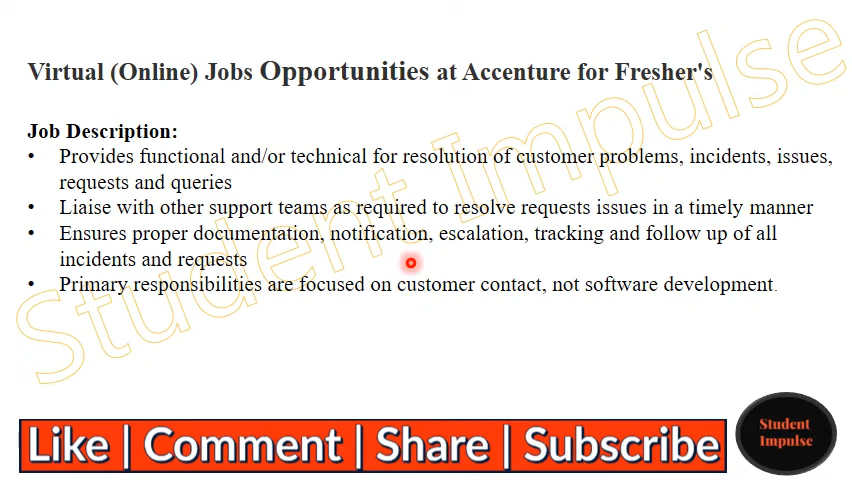 Virtual (Online) Jobs Opportunities at Accenture for Fresher's
Job Description:
• Provides functional and/or technical for resolution of customer problems, incidents, issues,
requests and queries
• Liaise with other support teams as required to resolve requests issues in a timely manner
• Ensures proper documentation, notification, escalation, tracking and follow up of all
incidents and requests
• Primary responsibilities are focused on customer contact, not software development.
Student Impulse
Like | Comment | Share | Subscribe
Student
Impulse